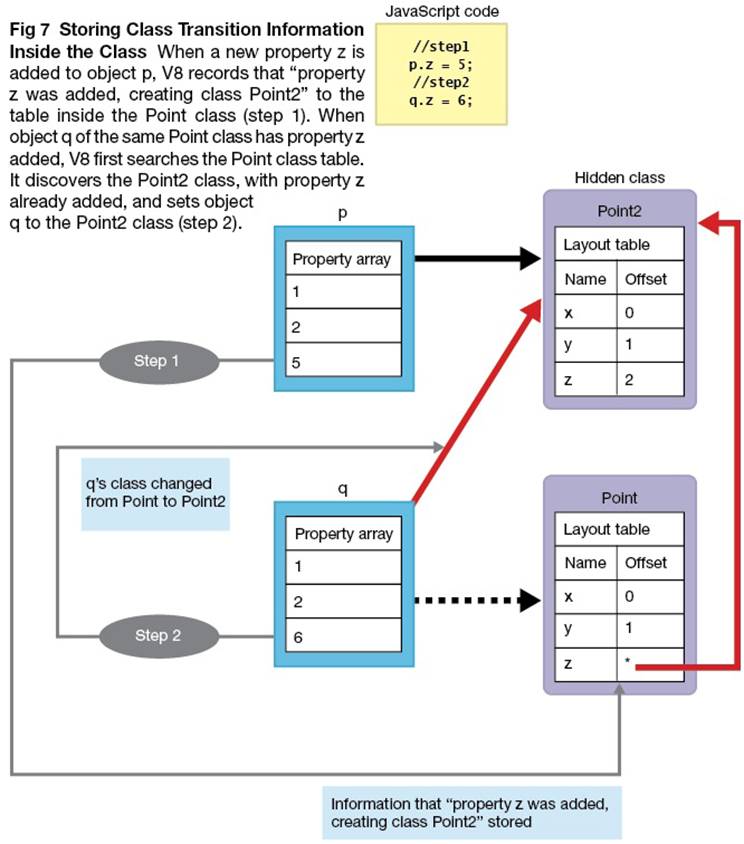 Fig 7 Storing Class Transition Information
Inside the Class When a new property z is
added to object p, V8 records that “property
z was added, creating class Point2” to the
table inside the Point class (step 1). When
object q of the same Point class has property z
added, V8 first searches the Point class table.
It discovers the Point2 class, with property z
already added, and sets object
q to the Point2 class (step 2).
JavaScript code
//step1
p.z = 5;
//step2
q.z = 6;
p
Property array
1
2
5
Step 1
Hidden class
Point2
Layout table
Name Offset
x 0
y 1
z 2
q’s class changed
from Point to Point2
q
Property array
1
2
6
Step 2
Point
Layout table
Name Offset
x 0
y 1
z *
Information that “property z was added,
creating class Point2” stored